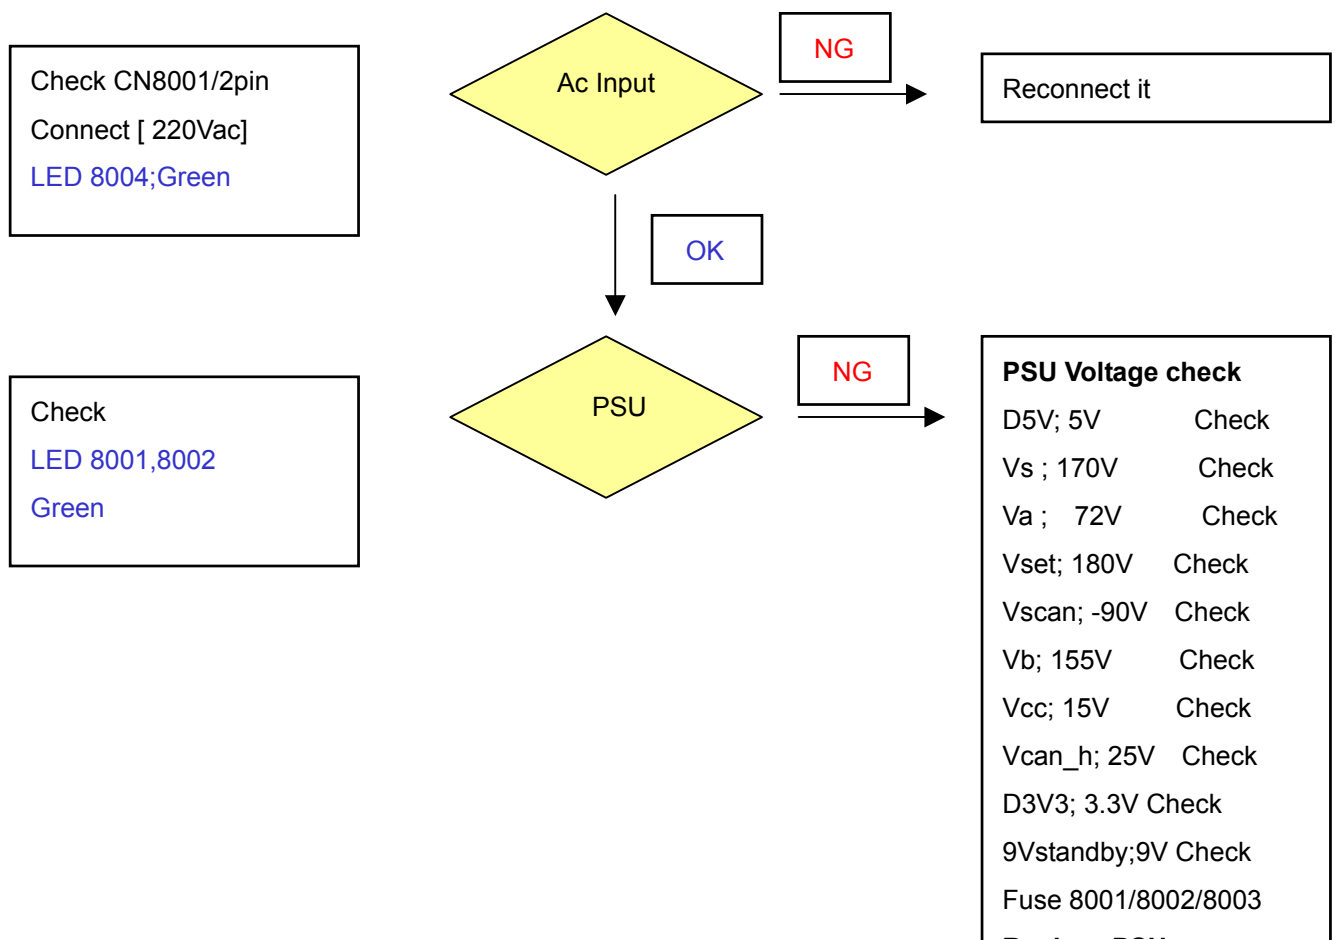 Check CN8001/2pin
Connect [ 220Vac]
LED 8004;Green
Ac Input
NG
Reconnect it
OK
Check
LED 8001,8002
Green
PSU
NG
PSU Voltage check
D5V; 5V Check
Vs ; 170V Check
Va ; 72V Check
Vset; 180V Check
Vscan; -90V Check
Vb; 155V Check
Vcc; 15V Check
Vcan_h; 25V Check
D3V3; 3.3V Check
9Vstandby;9V Check
Fuse 8001/8002/8003